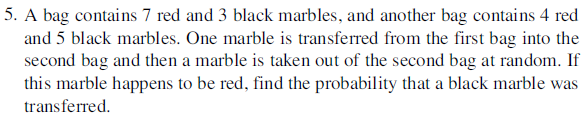 5. A bag contains 7 red and 3 black marbles, and another bag contains 4 red
and 5 black marbles. One marble is transferred from the first bag into the
second bag and then a marble is taken out of the second bag at random. If
this marble happens to be red, find the probability that a black marble was
transferred.